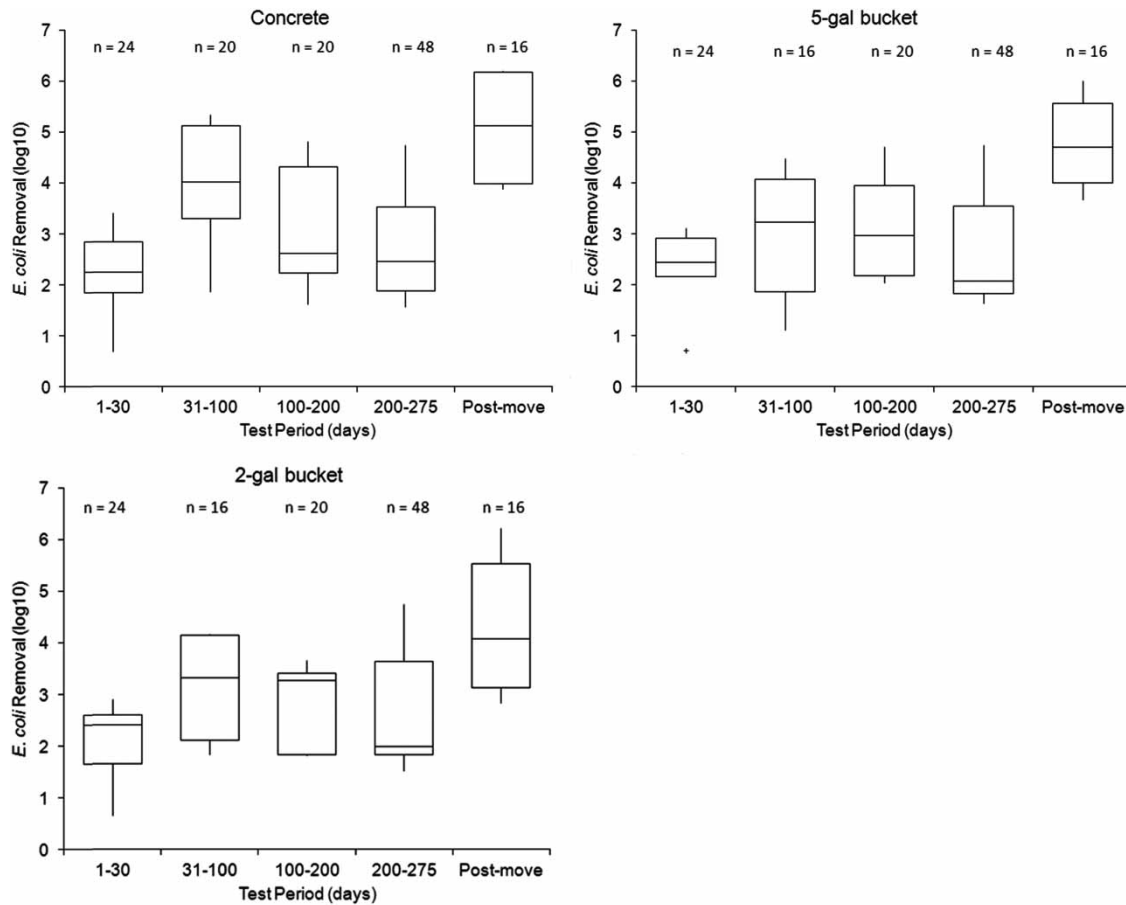 Concrete
7
6
5
4
3
2
1
0
E. coli Removal (log10)
n = 24 n = 20 n = 20 n = 48 n = 16
1-30 31-100 100-200 200-275 Post-move
Test Period (days)
5-gal bucket
7
6
5
4
3
2
1
0
E. coli Removal (log10)
n = 24 n = 16 n = 20 n = 48 n = 16
1-30 31-100 100-200 200-275 Post-move
Test Period (days)
2-gal bucket
7
6
5
4
3
2
1
0
E. coli Removal (log10)
n = 24 n = 16 n = 20 n = 48 n = 16
1-30 31-100 100-200 200-275 Post-move
Test Period (days)